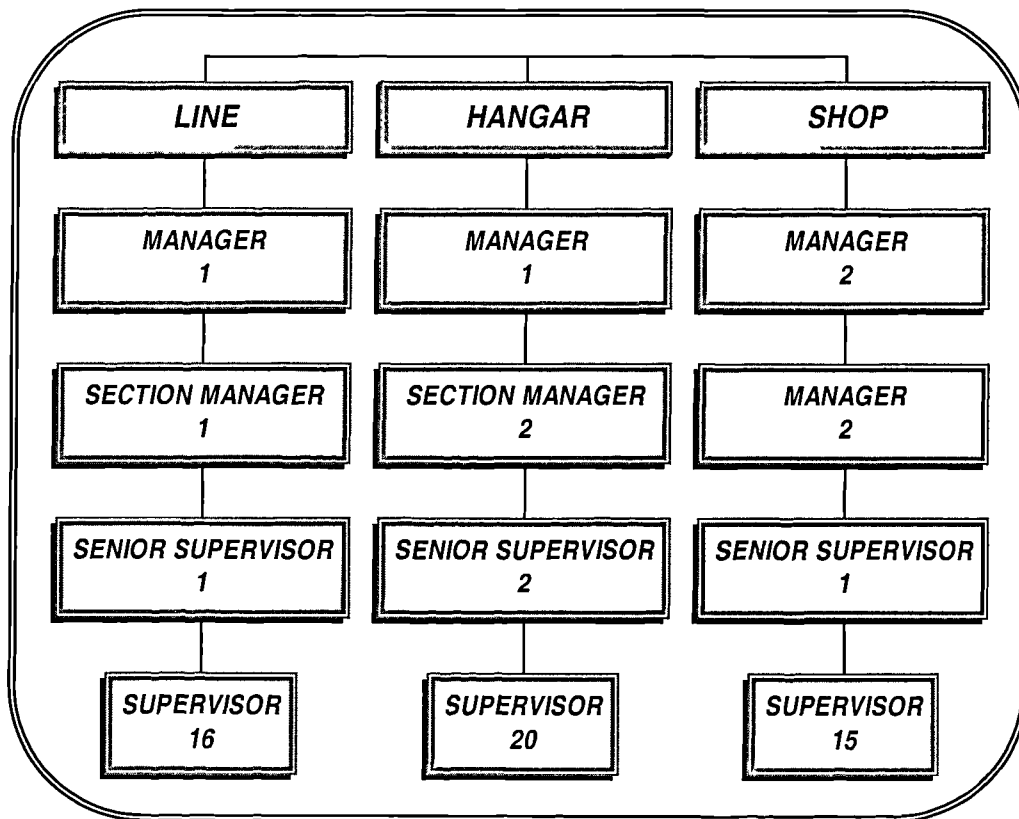 LINE
HANGAR
SHOP
MANAGER
1
MANAGER
1
MANAGER
2
SECTION MANAGER
1
SECTION MANAGER
2
MANAGER
2
SENIOR SUPERVISOR
1
SENIOR SUPERVISOR
2
SENIOR SUPERVISOR
1
SUPERVISOR
16
SUPERVISOR
20
SUPERVISOR
15